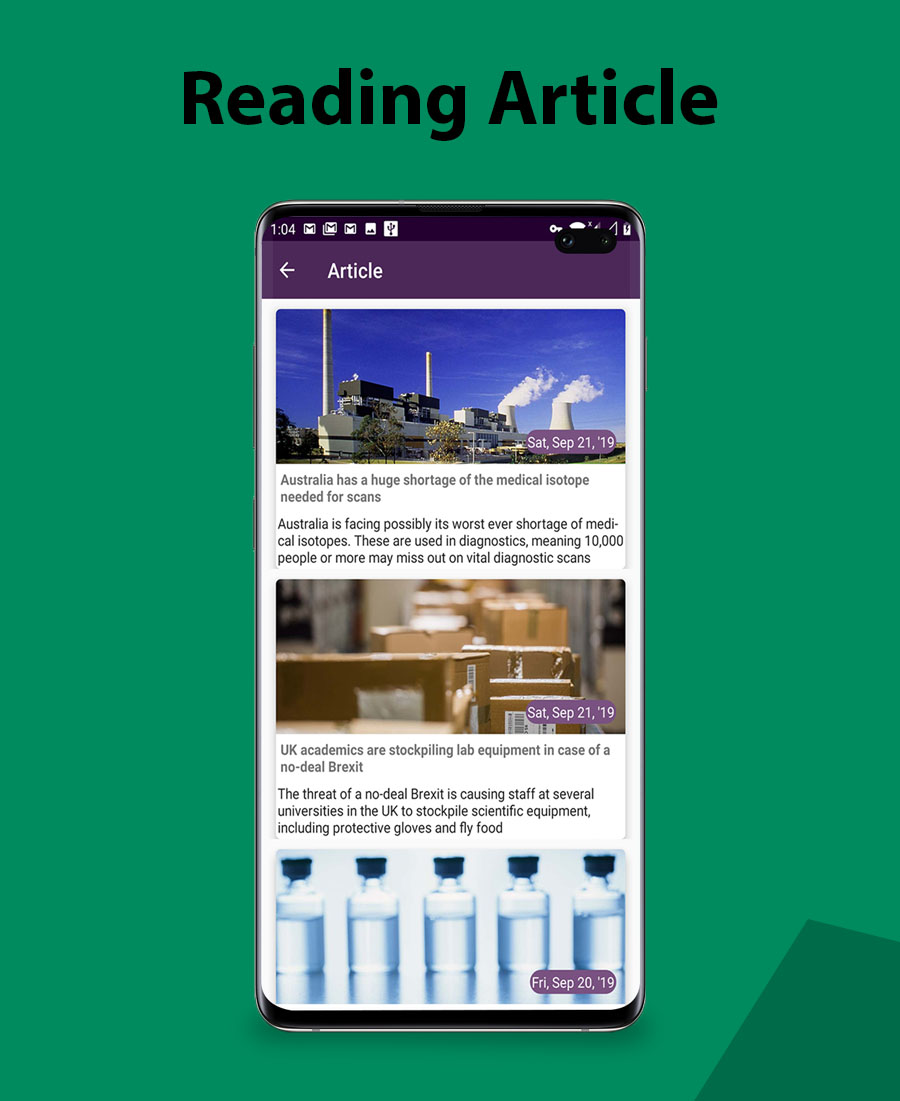 Reading Article
1:04
Article
Sat, Sep 21, '19
Australia has a huge shortage of the medical isotope
needed for scans
Australia is facing possibly its worst ever shortage of medi-
cal isotopes. These are used in diagnostics, meaning 10,000
people or more may miss out on vital diagnostic scans
Sat, Sep 21, '19
UK academics are stockpiling lab equipment in case of a
no-deal Brexit
The threat of a no-deal Brexit is causing staff at several
universities in the UK to stockpile scientific equipment,
including protective gloves and fly food
Fri, Sep 20, '19